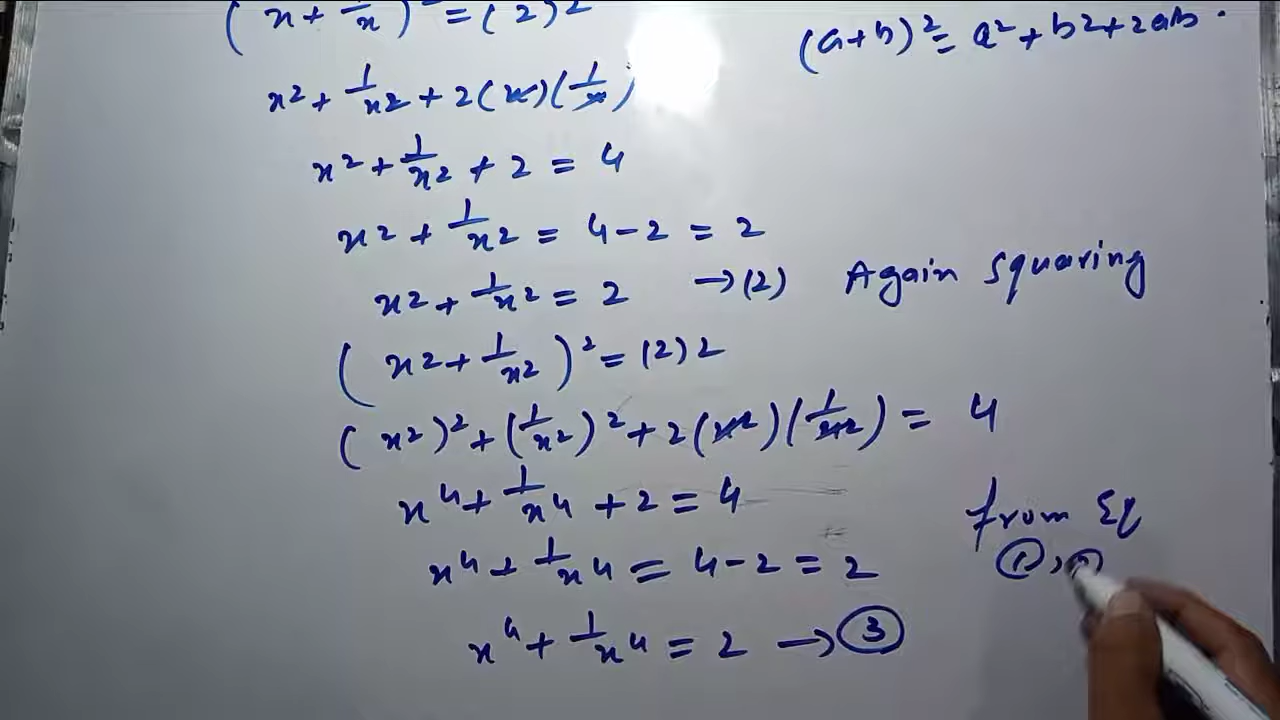 (x + 1/x)² = (2)²
(a+b)² = a² + b² + 2ab .
x² + 1/x² + 2(x)(1/x)
x² + 1/x² + 2 = 4
x² + 1/x² = 4 - 2 = 2
x² + 1/x² = 2 → (2) Again squaring
(x² + 1/x²)² = (2)2
(x²)² + (1/x²)² + 2(x²)(1/x²) = 4
x⁴ + 1/x⁴ + 2 = 4
x⁴ + 1/x⁴ = 4 - 2 = 2
x⁴ + 1/x⁴ = 2 → ③
from Eq
①,